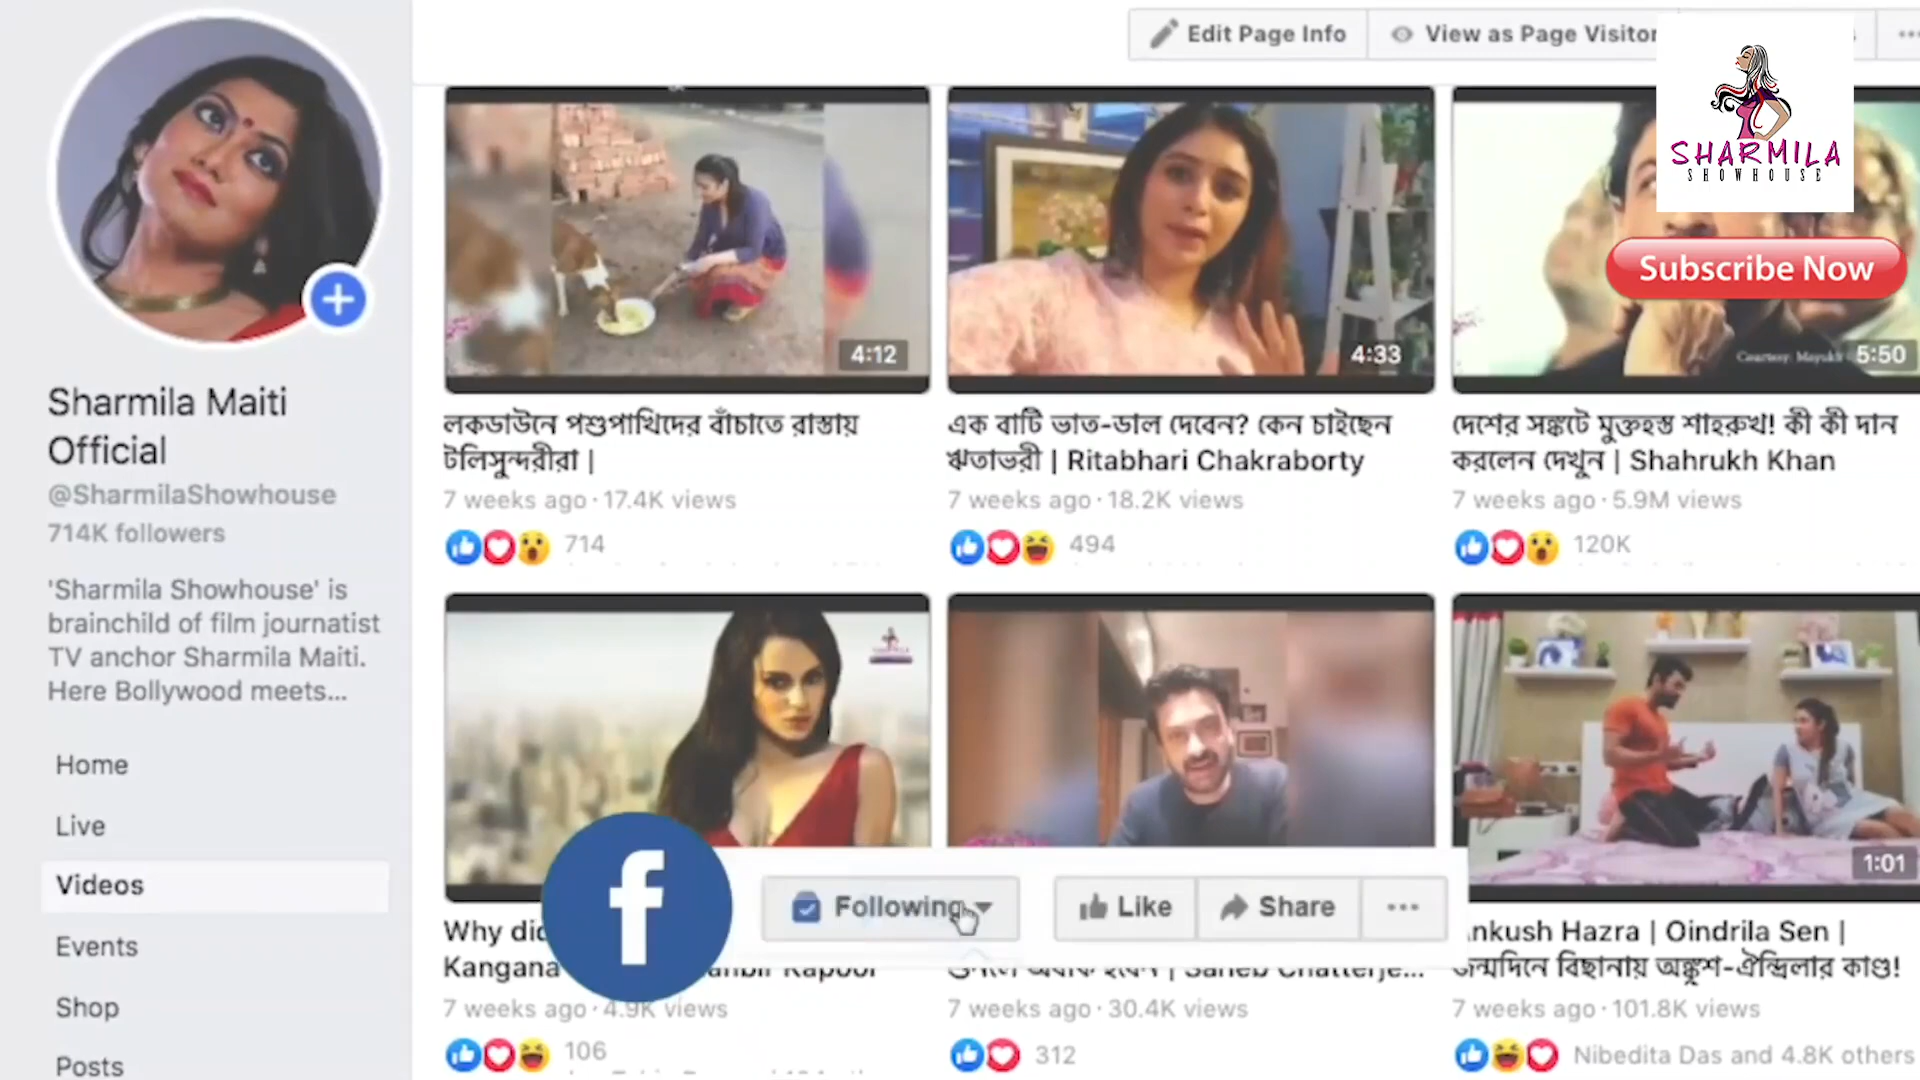 Edit Page Info
View as Page Visitor
SHARMILA
SHOWHOUSE
Subscribe Now
Sharmila Maiti
Official
@SharmilaShowhouse
714K followers
'Sharmila Showhouse' is
brainchild of film journatist
TV anchor Sharmila Maiti.
Here Bollywood meets...
Home
Live
Videos
Events
Shop
Posts
4:12
লকডাউনে পশুপাখিদের বাঁচাতে রাস্তায়
টলিসুন্দরীরা |
7 weeks ago · 17.4K views
714
4:33
এক বাটি ভাত-ডাল দেবেন? কেন চাইছেন
ঋতাভরী | Ritabhari Chakraborty
7 weeks ago · 18.2K views
494
Courtesy: Mayukh
5:50
দেশের সঙ্কটে মুক্তহস্ত শাহরুখ! কী কী দান
করলেন দেখুন | Shahrukh Khan
7 weeks ago · 5.9M views
120K
Why did
Kangana Kapoor
7 weeks ago · 4.9K views
106
f
Following
Like
Share
...
| Saheb Chatterje...
7 weeks ago · 30.4K views
312
1:01
Ankush Hazra | Oindrila Sen |
জন্মদিনে বিছানায় অঙ্কুশ-ঐন্দ্রিলার কাণ্ড!
7 weeks ago · 101.8K views
Nibedita Das and 4.8K others